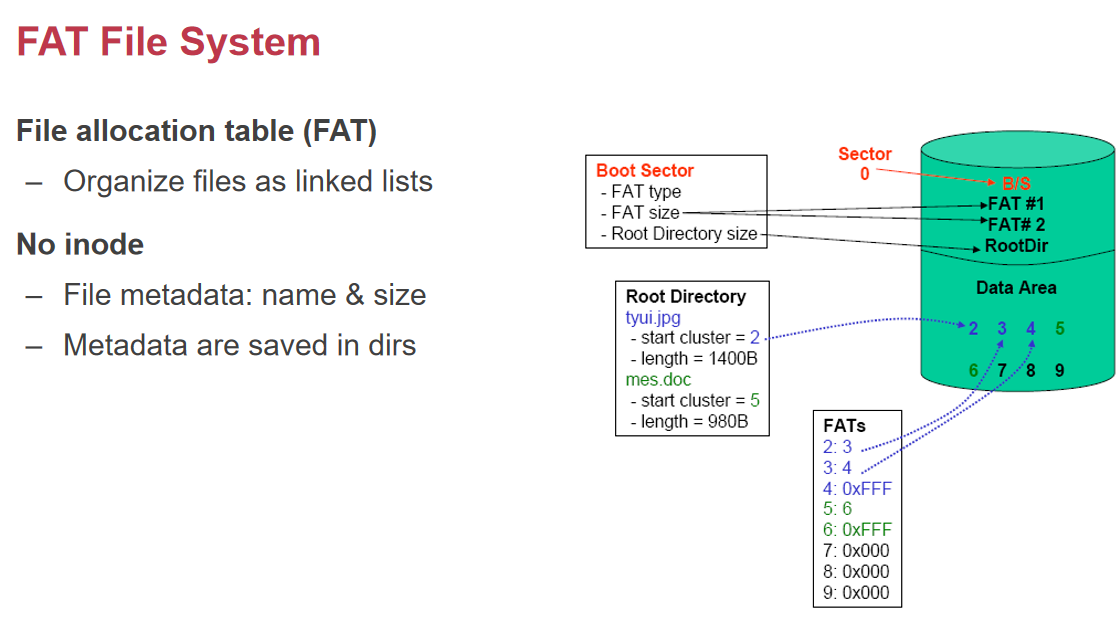 FAT File System
File allocation table (FAT)
– Organize files as linked lists
No inode
– File metadata: name & size
– Metadata are saved in dirs
Boot Sector
- FAT type
- FAT size
- Root Directory size
Sector
0
B/S
FAT #1
FAT# 2
RootDir
Data Area
2 3 4 5
6 7 8 9
Root Directory
tyui.jpg
- start cluster = 2
- length = 1400B
mes.doc
- start cluster = 5
- length = 980B
FATs
2: 3
3: 4
4: 0xFFF
5: 6
6: 0xFFF
7: 0x000
8: 0x000
9: 0x000